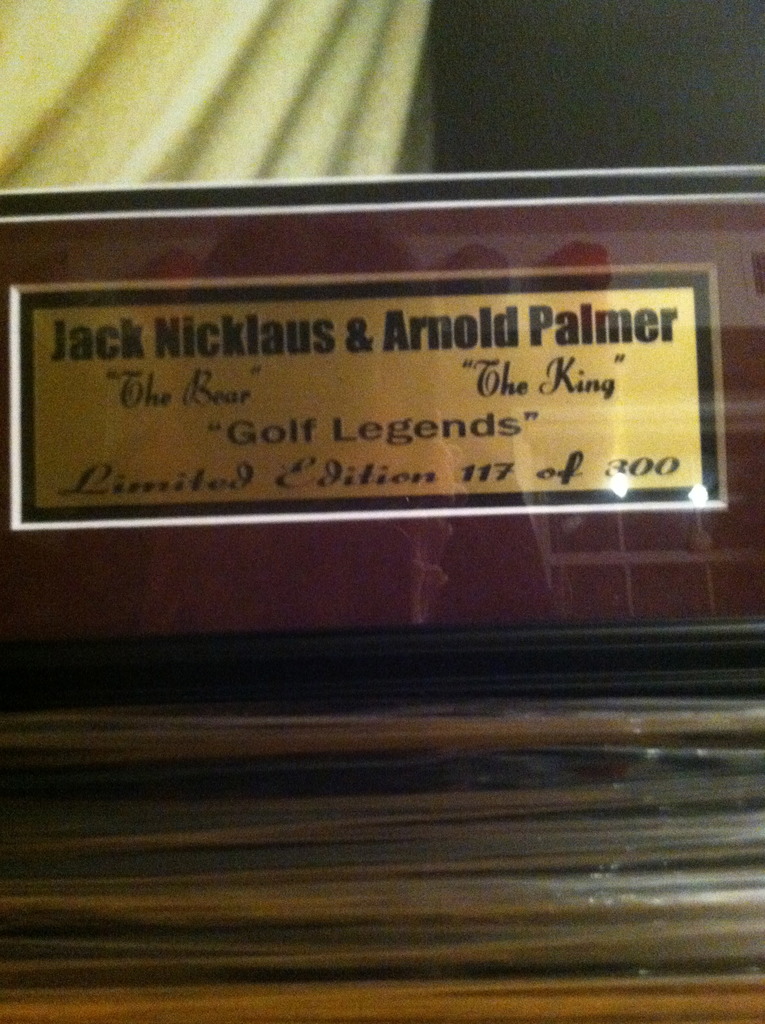 Jack Nicklaus & Arnold Palmer
"The Bear" "The King"
"Golf Legends"
Limited Edition 117 of 300